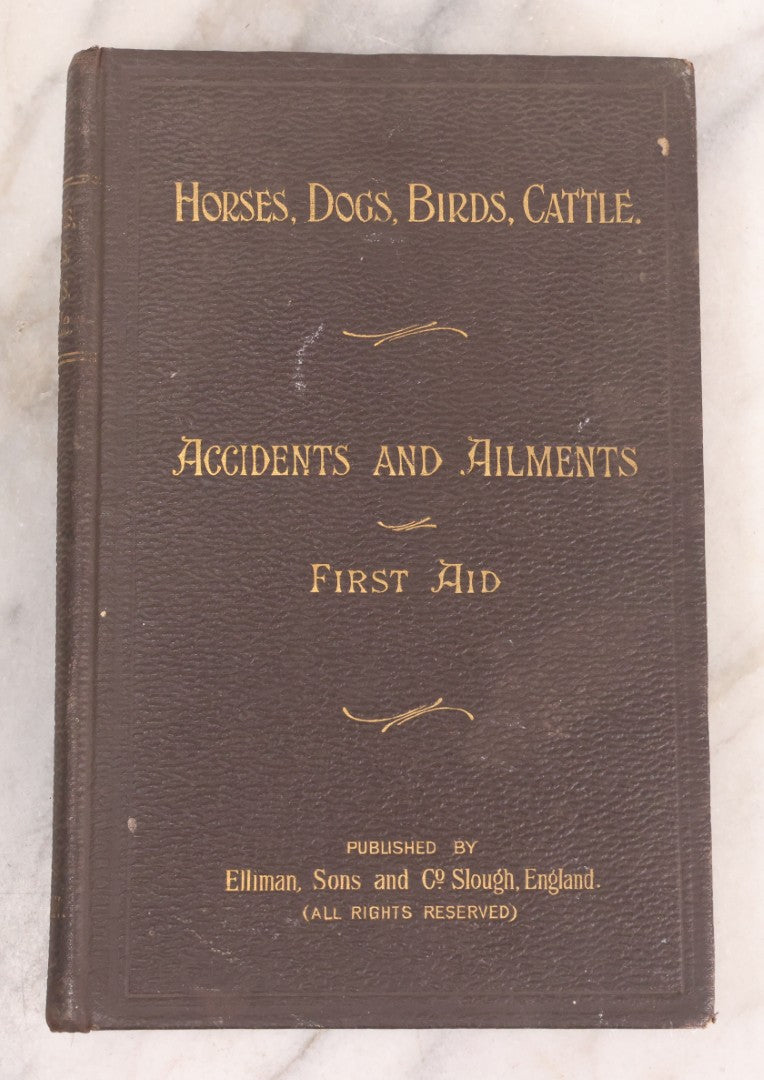 HORSES, DOGS, BIRDS, CATTLE.
ACCIDENTS AND AILMENTS
FIRST AID
PUBLISHED BY
Elliman, Sons and Cº Slough, England.
(ALL RIGHTS RESERVED)